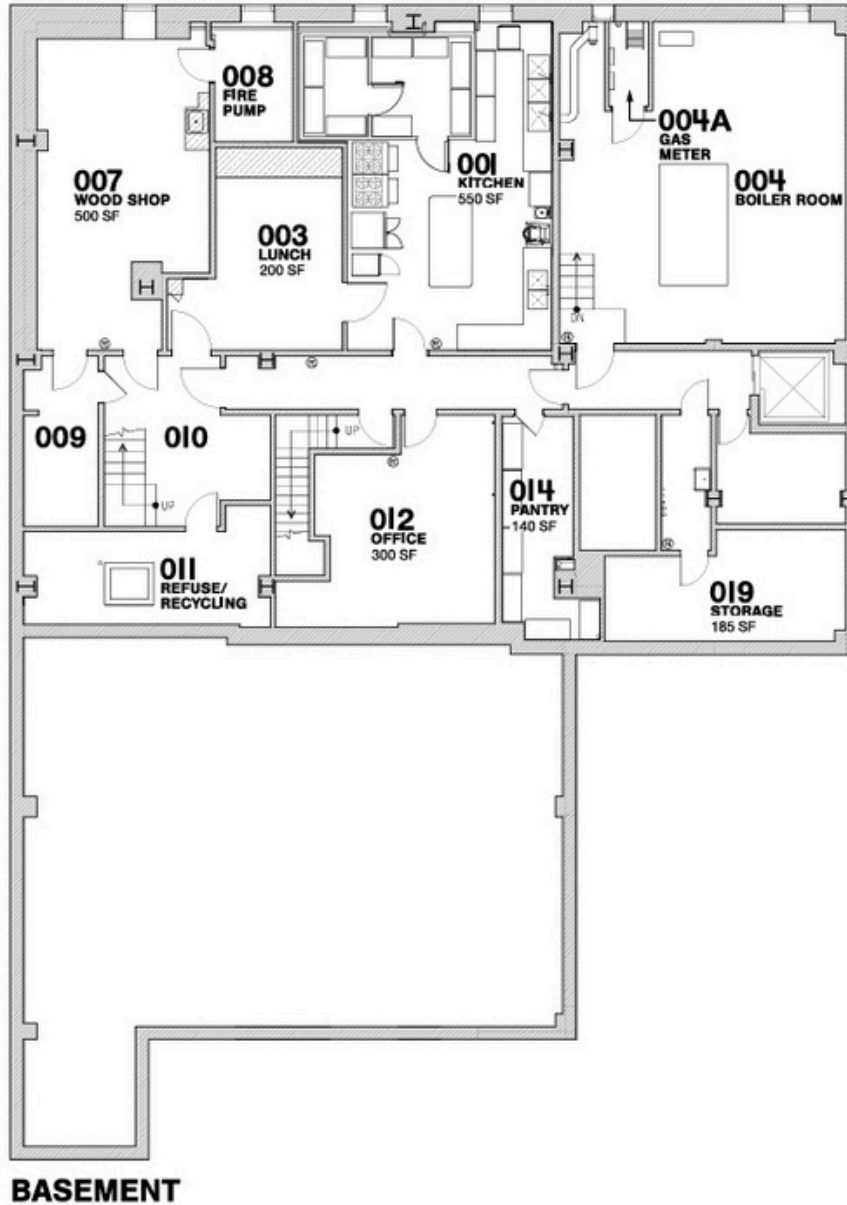 008
FIRE
PUMP
004A
GAS
METER
007
WOOD SHOP
500 SF
001
KITCHEN
550 SF
004
BOILER ROOM
003
LUNCH
200 SF
DN
009
010
UP
UP
014
PANTRY
140 SF
012
OFFICE
300 SF
011
REFUSE/
RECYCLING
019
STORAGE
185 SF
BASEMENT